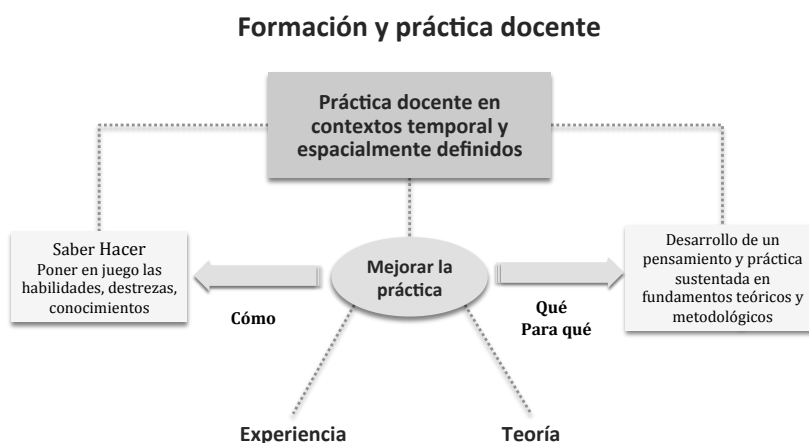 Formación y práctica docente
Práctica docente en
contextos temporal y
espacialmente definidos
Saber Hacer
Poner en juego las
habilidades, destrezas,
conocimientos
Cómo
Mejorar la
práctica
Qué
Para qué
Desarrollo de un
pensamiento y práctica
sustentada en
fundamentos teóricos y
metodológicos
Experiencia
Teoría